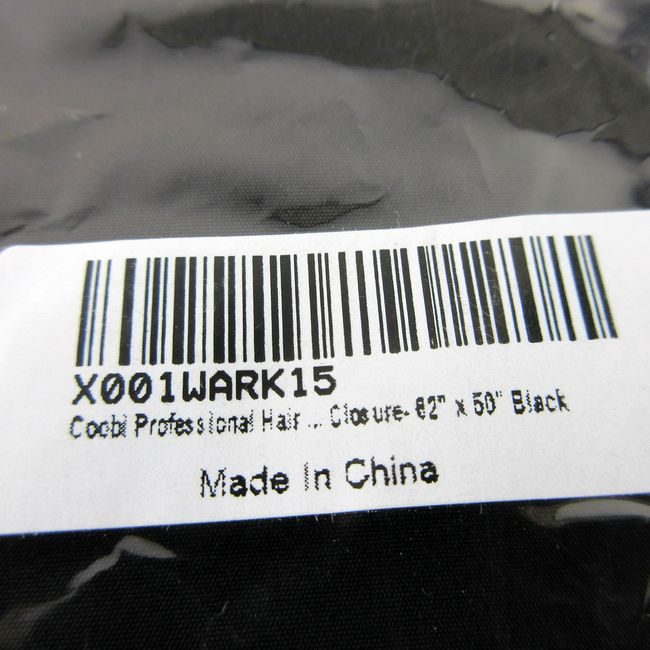 X001WARK15
Coobi Professional Hair ... Closure- 62" x 50" Black
Made In China